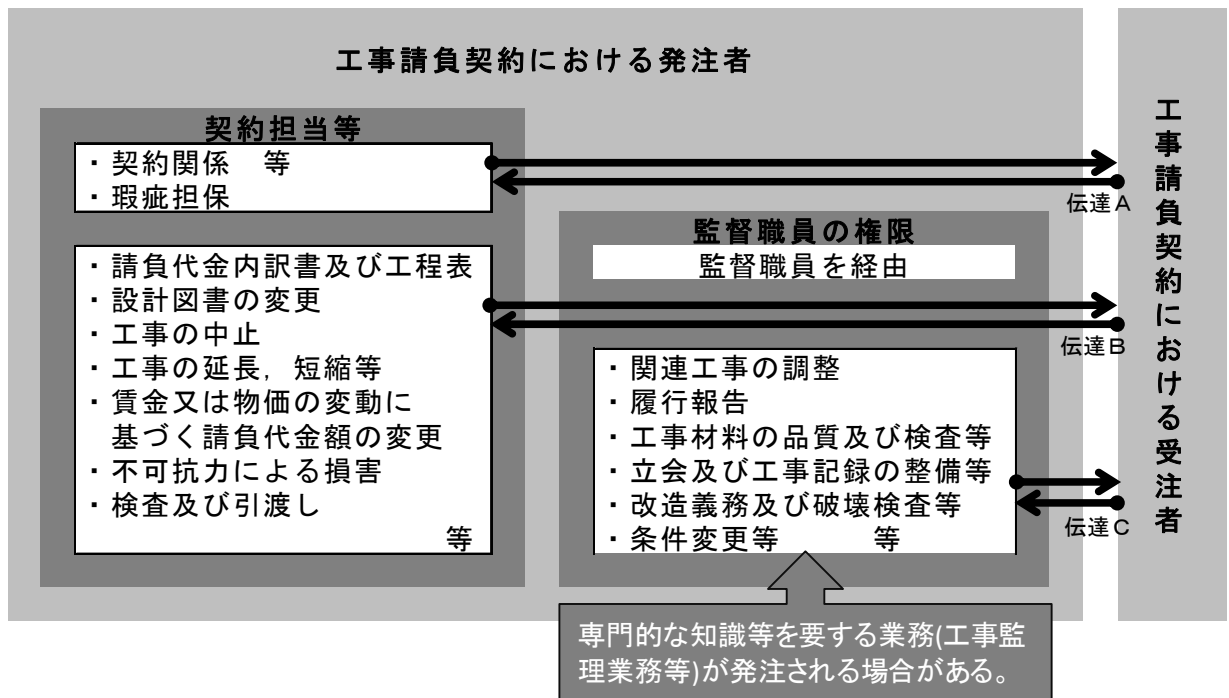 工事請負契約における発注者
契約担当等
・契約関係　等
・瑕疵担保
・請負代金内訳書及び工程表
・設計図書の変更
・工事の中止
・工事の延長，短縮等
・賃金又は物価の変動に
基づく請負代金額の変更
・不可抗力による損害
・検査及び引渡し
等
監督職員の権限
監督職員を経由
・関連工事の調整
・履行報告
・工事材料の品質及び検査等
・立会及び工事記録の整備等
・改造義務及び破壊検査等
・条件変更等　　　等
専門的な知識等を要する業務(工事監
理業務等)が発注される場合がある。
伝達Ａ
伝達Ｂ
伝達Ｃ
工事請負契約における受注者